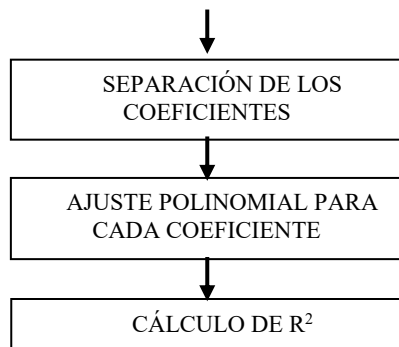 SEPARACIÓN DE LOS
COEFICIENTES
AJUSTE POLINOMIAL PARA
CADA COEFICIENTE
CÁLCULO DE R²